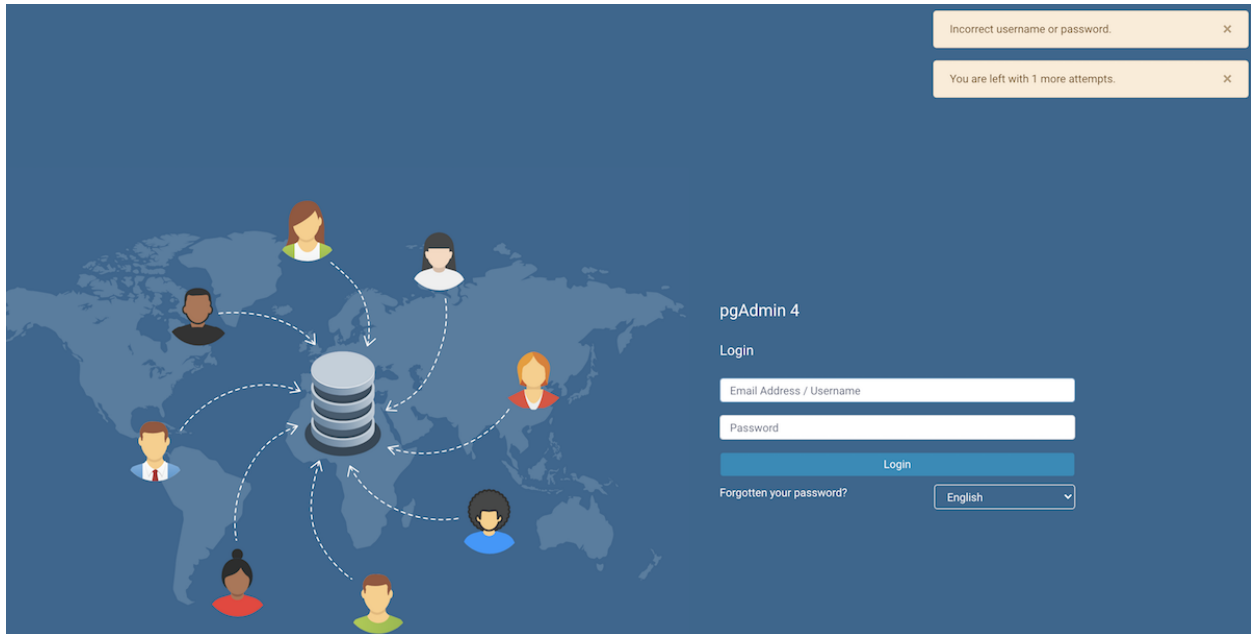 Incorrect username or password.
You are left with 1 more attempts.
pgAdmin 4
Login
Email Address / Username
Password
Login
Forgotten your password?
English